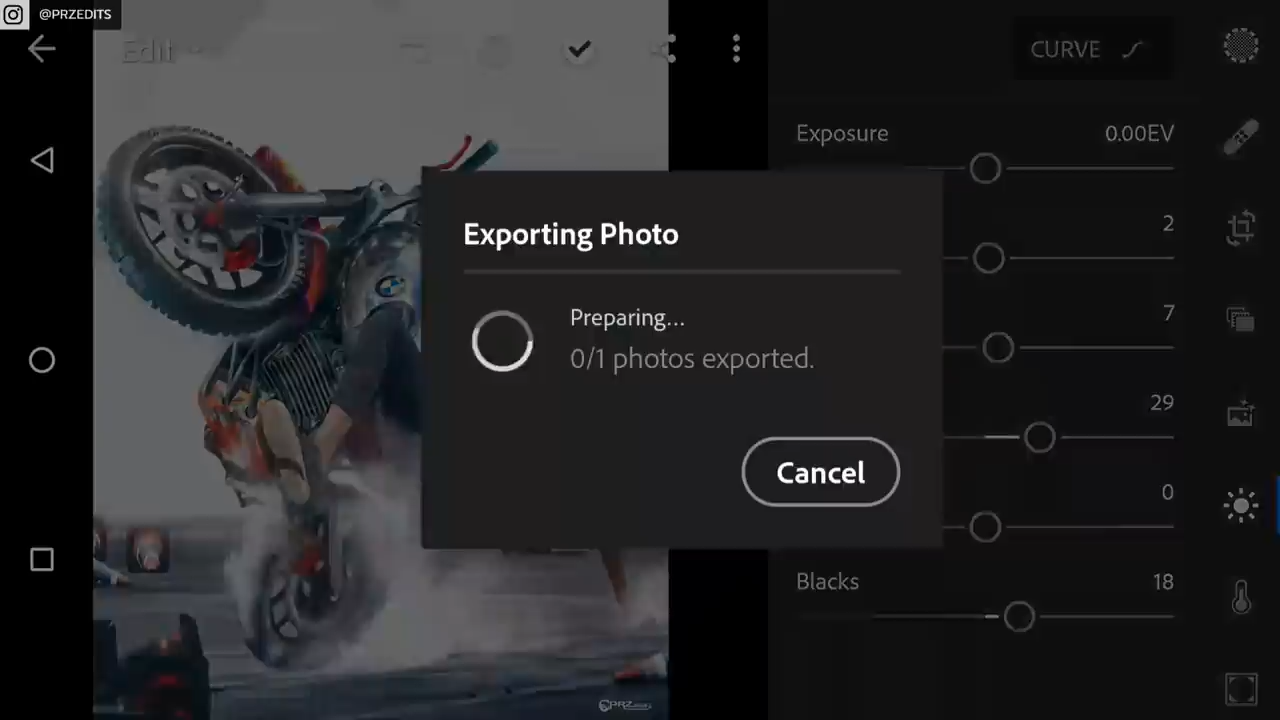 @PRZEDITS
Edit
CURVE
Exposure 0.00EV
2
7
29
0
Blacks 18
Exporting Photo
Preparing...
0/1 photos exported.
Cancel